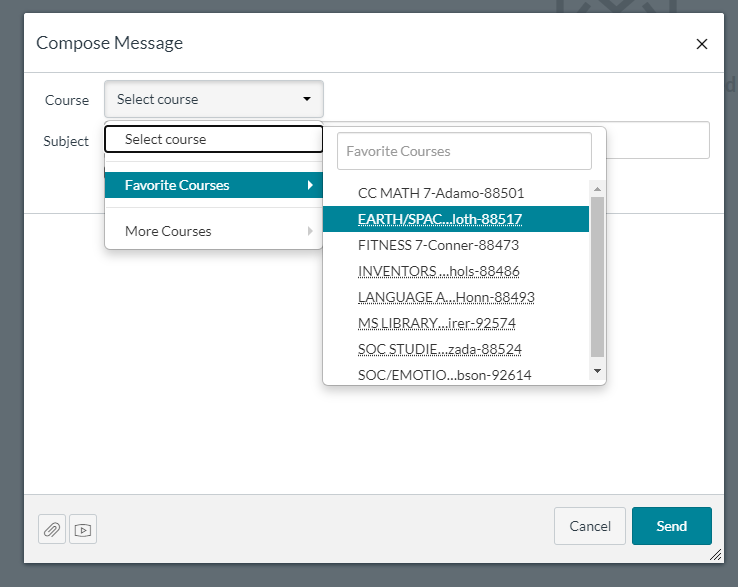 Compose Message
Course
Select course
Subject
Select course
Favorite Courses
More Courses
Favorite Courses
CC MATH 7-Adamo-88501
EARTH/SPAC...loth-88517
FITNESS 7-Conner-88473
INVENTORS ...hols-88486
LANGUAGE A...Honn-88493
MS LIBRARY...irer-92574
SOC STUDIE...zada-88524
SOC/EMOTIO...bson-92614
Cancel
Send